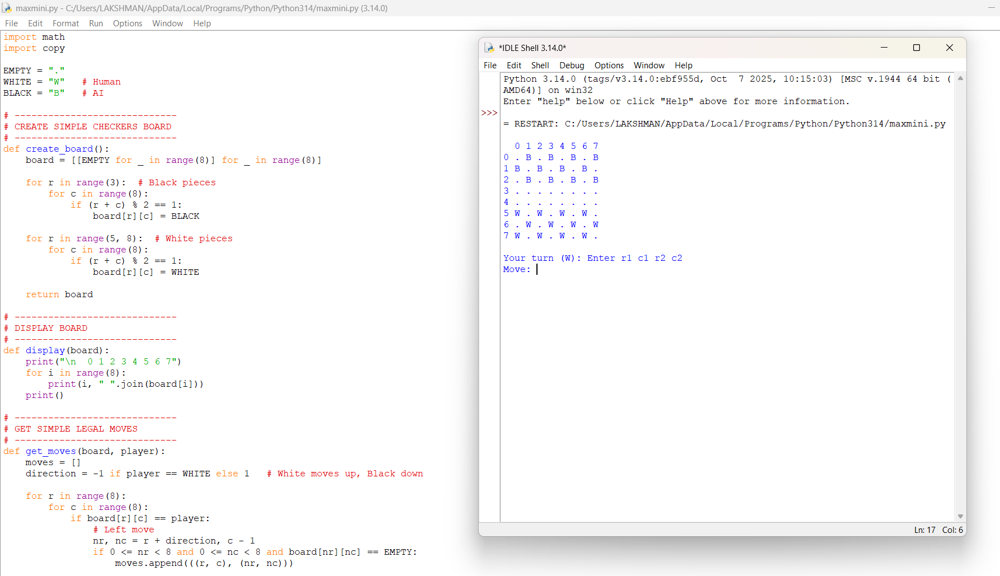 maxmini.py - C:/Users/LAKSHMAN/AppData/Local/Programs/Python/Python314/maxmini.py (3.14.0)
File Edit Format Run Options Window Help
import math
import copy

EMPTY = "."
WHITE = "W"   # Human
BLACK = "B"   # AI

# -----------------------------
# CREATE SIMPLE CHECKERS BOARD
# -----------------------------
def create_board():
    board = [[EMPTY for _ in range(8)] for _ in range(8)]

    for r in range(3):  # Black pieces
        for c in range(8):
            if (r + c) % 2 == 1:
                board[r][c] = BLACK

    for r in range(5, 8):  # White pieces
        for c in range(8):
            if (r + c) % 2 == 1:
                board[r][c] = WHITE

    return board

# -----------------------------
# DISPLAY BOARD
# -----------------------------
def display(board):
    print("\n  0 1 2 3 4 5 6 7")
    for i in range(8):
        print(i, " ".join(board[i]))
    print()

# -----------------------------
# GET SIMPLE LEGAL MOVES
# -----------------------------
def get_moves(board, player):
    moves = []
    direction = -1 if player == WHITE else 1   # White moves up, Black down

    for r in range(8):
        for c in range(8):
            if board[r][c] == player:
                # Left move
                nr, nc = r + direction, c - 1
                if 0 <= nr < 8 and 0 <= nc < 8 and board[nr][nc] == EMPTY:
                    moves.append(((r, c), (nr, nc)))
*IDLE Shell 3.14.0*
File Edit Shell Debug Options Window Help
Python 3.14.0 (tags/v3.14.0:ebf955d, Oct  7 2025, 10:15:03) [MSC v.1944 64 bit (
AMD64)] on win32
Enter "help" below or click "Help" above for more information.
>>>
= RESTART: C:/Users/LAKSHMAN/AppData/Local/Programs/Python/Python314/maxmini.py

  0 1 2 3 4 5 6 7
0 . B . B . B . B
1 B . B . B . B .
2 . B . B . B . B
3 . . . . . . . .
4 . . . . . . . .
5 W . W . W . W .
6 . W . W . W . W
7 W . W . W . W .

Your turn (W): Enter r1 c1 r2 c2
Move:
Ln: 17 Col: 6